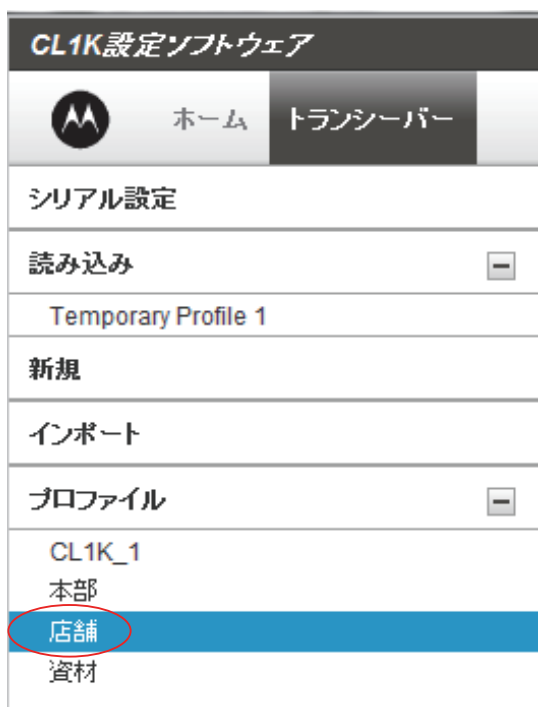 CL1K設定ソフトウェア
ホーム トランシーバー
シリアル設定
読み込み
Temporary Profile 1
新規
インポート
プロファイル
CL1K_1
本部
店舗
資材